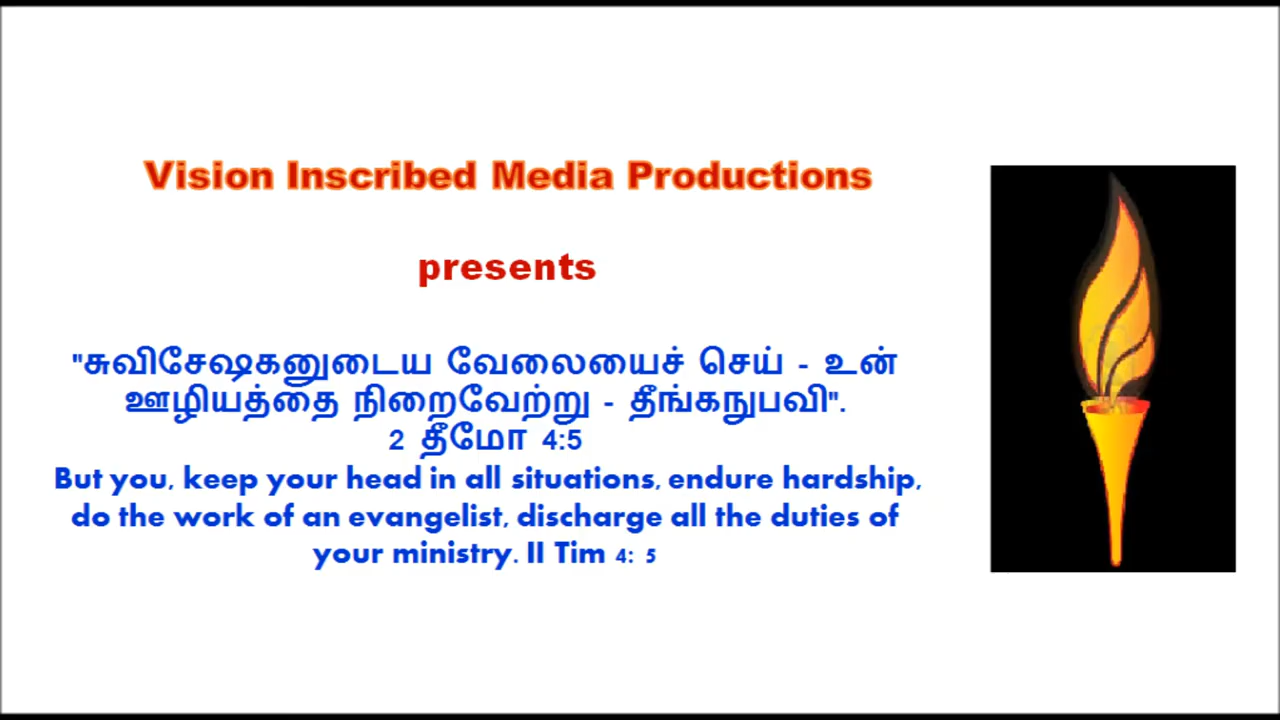 Vision Inscribed Media Productions
presents
"சுவிசேஷகனுடைய வேலையைச் செய் - உன்
ஊழியத்தை நிறைவேற்று - தீங்கநுபவி".
2 தீமோ 4:5
But you, keep your head in all situations, endure hardship,
do the work of an evangelist, discharge all the duties of
your ministry. II Tim 4: 5